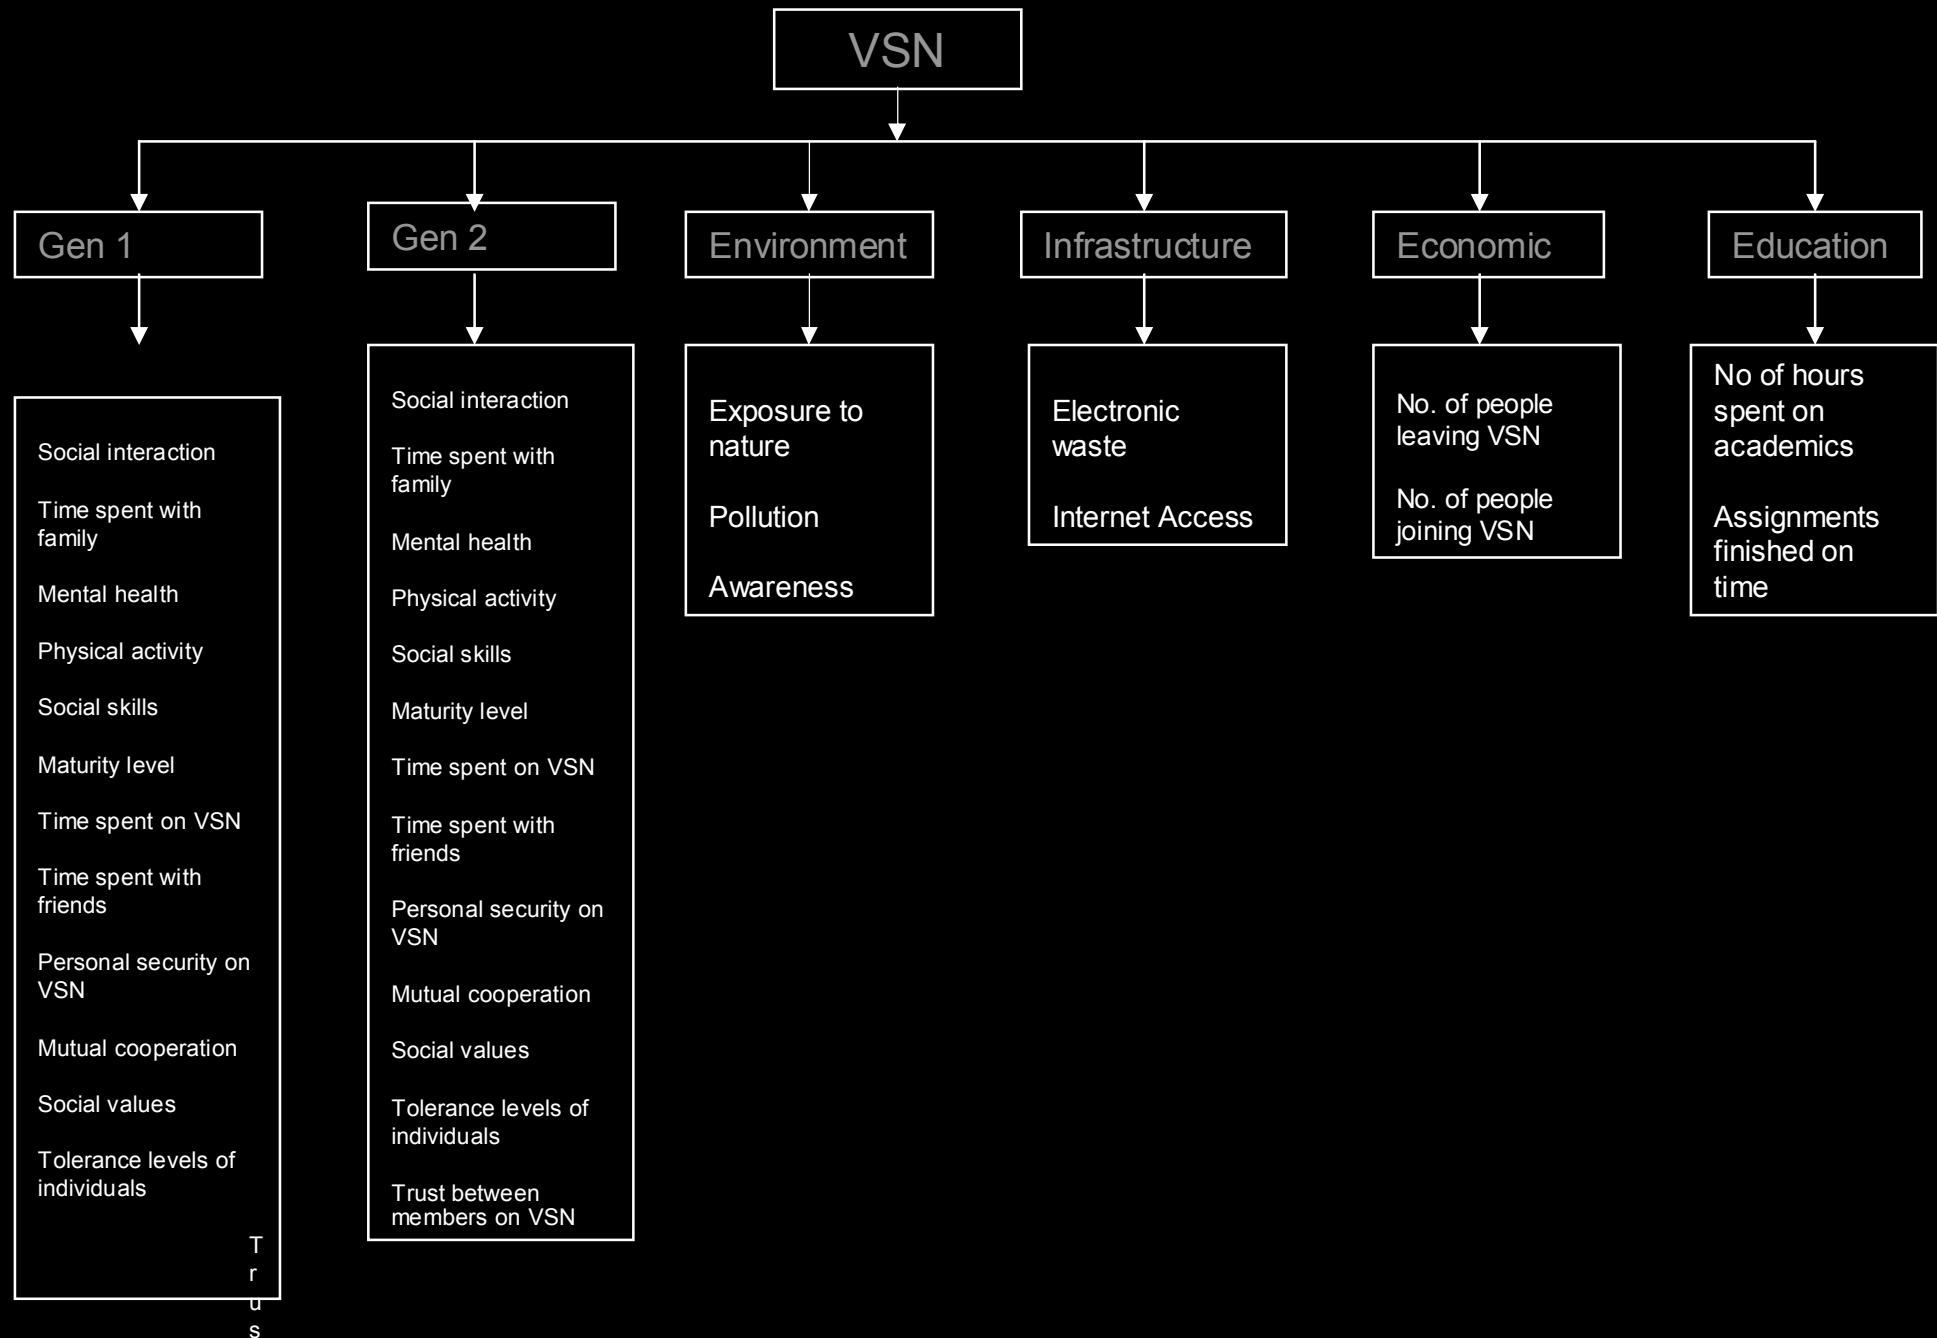 VSN
Gen 1
Gen 2
Environment
Infrastructure
Economic
Education
Social interaction
Time spent with
family
Mental health
Physical activity
Social skills
Maturity level
Time spent on VSN
Time spent with
friends
Personal security on
VSN
Mutual cooperation
Social values
Tolerance levels of
individuals
T
r
u
s
Social interaction
Time spent with
family
Mental health
Physical activity
Social skills
Maturity level
Time spent on VSN
Time spent with
friends
Personal security on
VSN
Mutual cooperation
Social values
Tolerance levels of
individuals
Trust between
members on VSN
Exposure to
nature
Pollution
Awareness
Electronic
waste
Internet Access
No. of people
leaving VSN
No. of people
joining VSN
No of hours
spent on
academics
Assignments
finished on
time